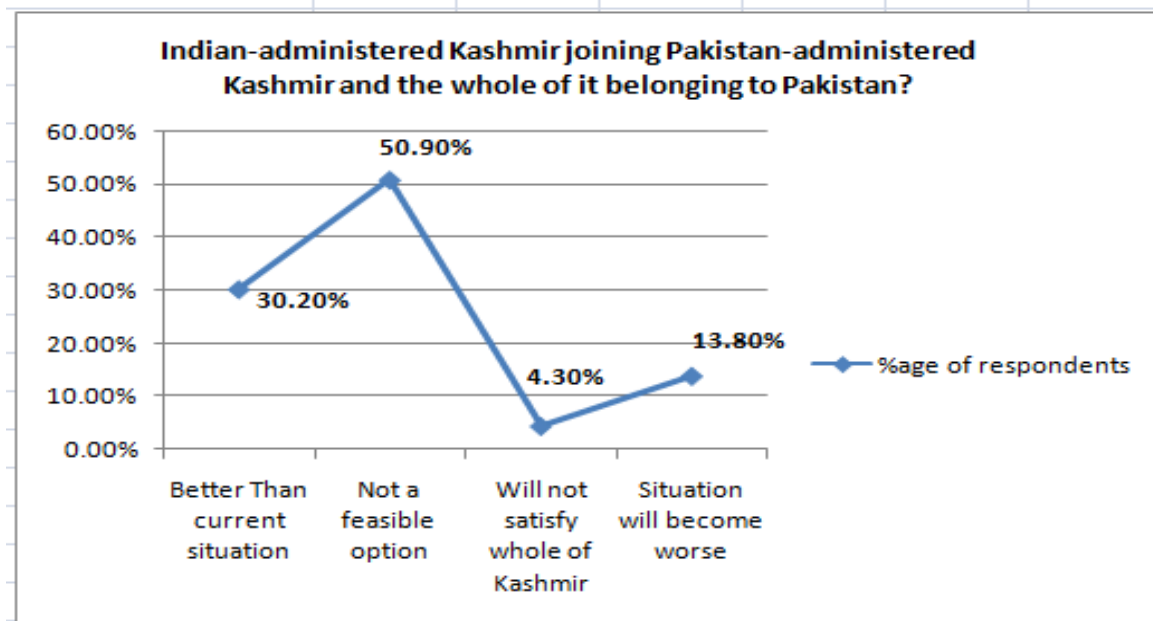 Indian-administered Kashmir joining Pakistan-administered
Kashmir and the whole of it belonging to Pakistan?
60.00%
50.00%
40.00%
30.00%
20.00%
10.00%
0.00%
30.20%
50.90%
4.30%
13.80%
Better Than
current
situation
Not a
feasible
option
Will not
satisfy
whole of
Kashmir
Situation
will become
worse
%age of respondents